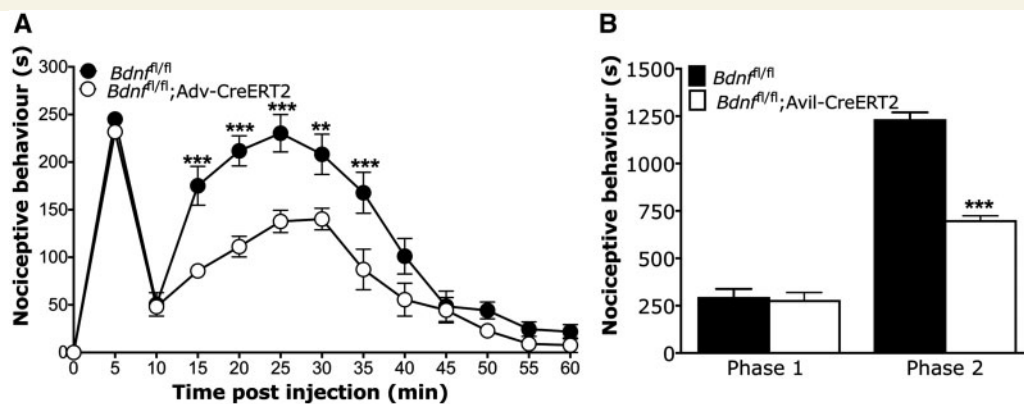 A
Nociceptive behaviour (s)
300
250
200
150
100
50
0
Bdnffl/fl
Bdnffl/fl;Adv-CreERT2
***
***
***
**
***
0 5 10 15 20 25 30 35 40 45 50 55 60
Time post injection (min)
B
Nociceptive behaviour (s)
1500
1250
1000
750
500
250
0
Bdnffl/fl
Bdnffl/fl;Avil-CreERT2
***
Phase 1 Phase 2